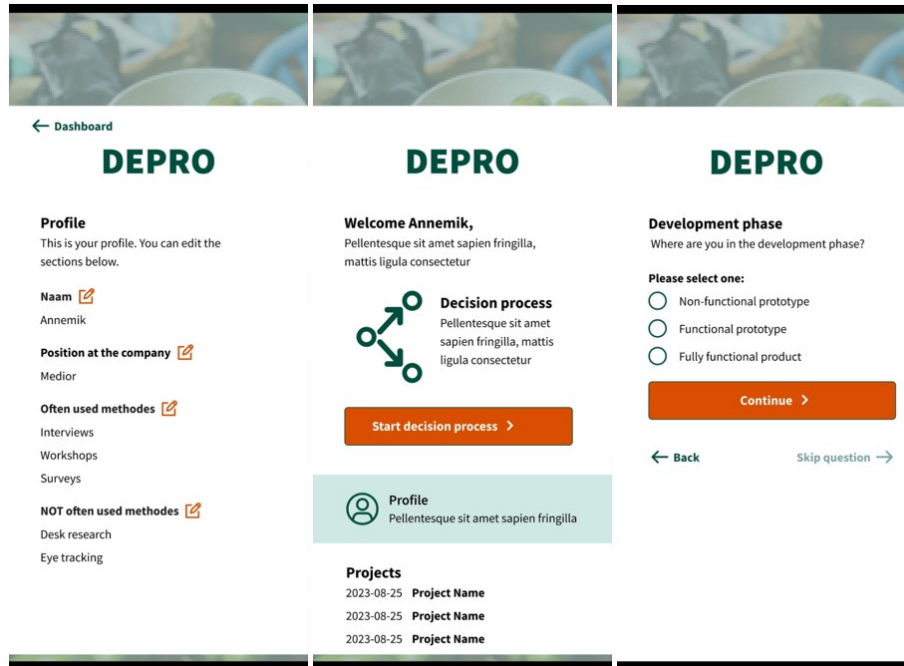 Dashboard
DEPRO
Profile
This is your profile. You can edit the
sections below.
Naam
Annemik
Position at the company
Medior
Often used methodes
Interviews
Workshops
Surveys
NOT often used methodes
Desk research
Eye tracking
DEPRO
Welcome Annemik,
Pellentesque sit amet sapien fringilla,
mattis ligula consectetur
Decision process
Pellentesque sit amet
sapien fringilla, mattis
ligula consectetur
Start decision process
Profile
Pellentesque sit amet sapien fringilla
Projects
2023-08-25 Project Name
2023-08-25 Project Name
2023-08-25 Project Name
DEPRO
Development phase
Where are you in the development phase?
Please select one:
Non-functional prototype
Functional prototype
Fully functional product
Continue
Back
Skip question